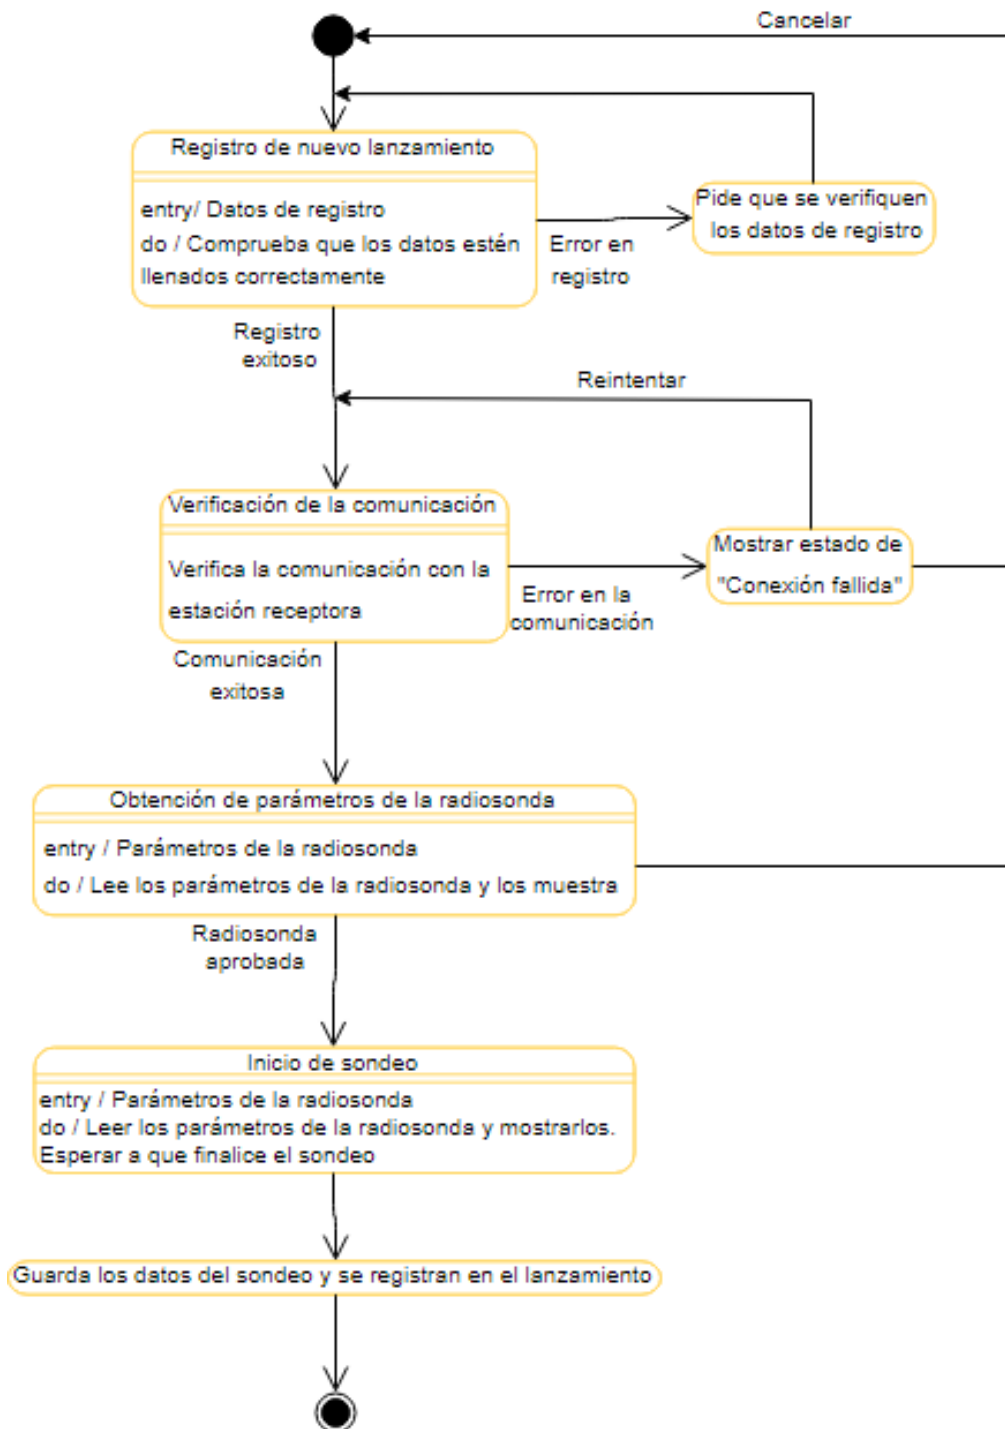 Cancelar
Registro de nuevo lanzamiento
entry/ Datos de registro
do / Comprueba que los datos estén
llenados correctamente
Error en
registro
Pide que se verifiquen
los datos de registro
Registro
exitoso
Reintentar
Verificación de la comunicación
Verifica la comunicación con la
estación receptora
Error en la
comunicación
Mostrar estado de
"Conexión fallida"
Comunicación
exitosa
Obtención de parámetros de la radiosonda
entry / Parámetros de la radiosonda
do / Lee los parámetros de la radiosonda y los muestra
Radiosonda
aprobada
Inicio de sondeo
entry / Parámetros de la radiosonda
do / Leer los parámetros de la radiosonda y mostrarlos.
Esperar a que finalice el sondeo
Guarda los datos del sondeo y se registran en el lanzamiento